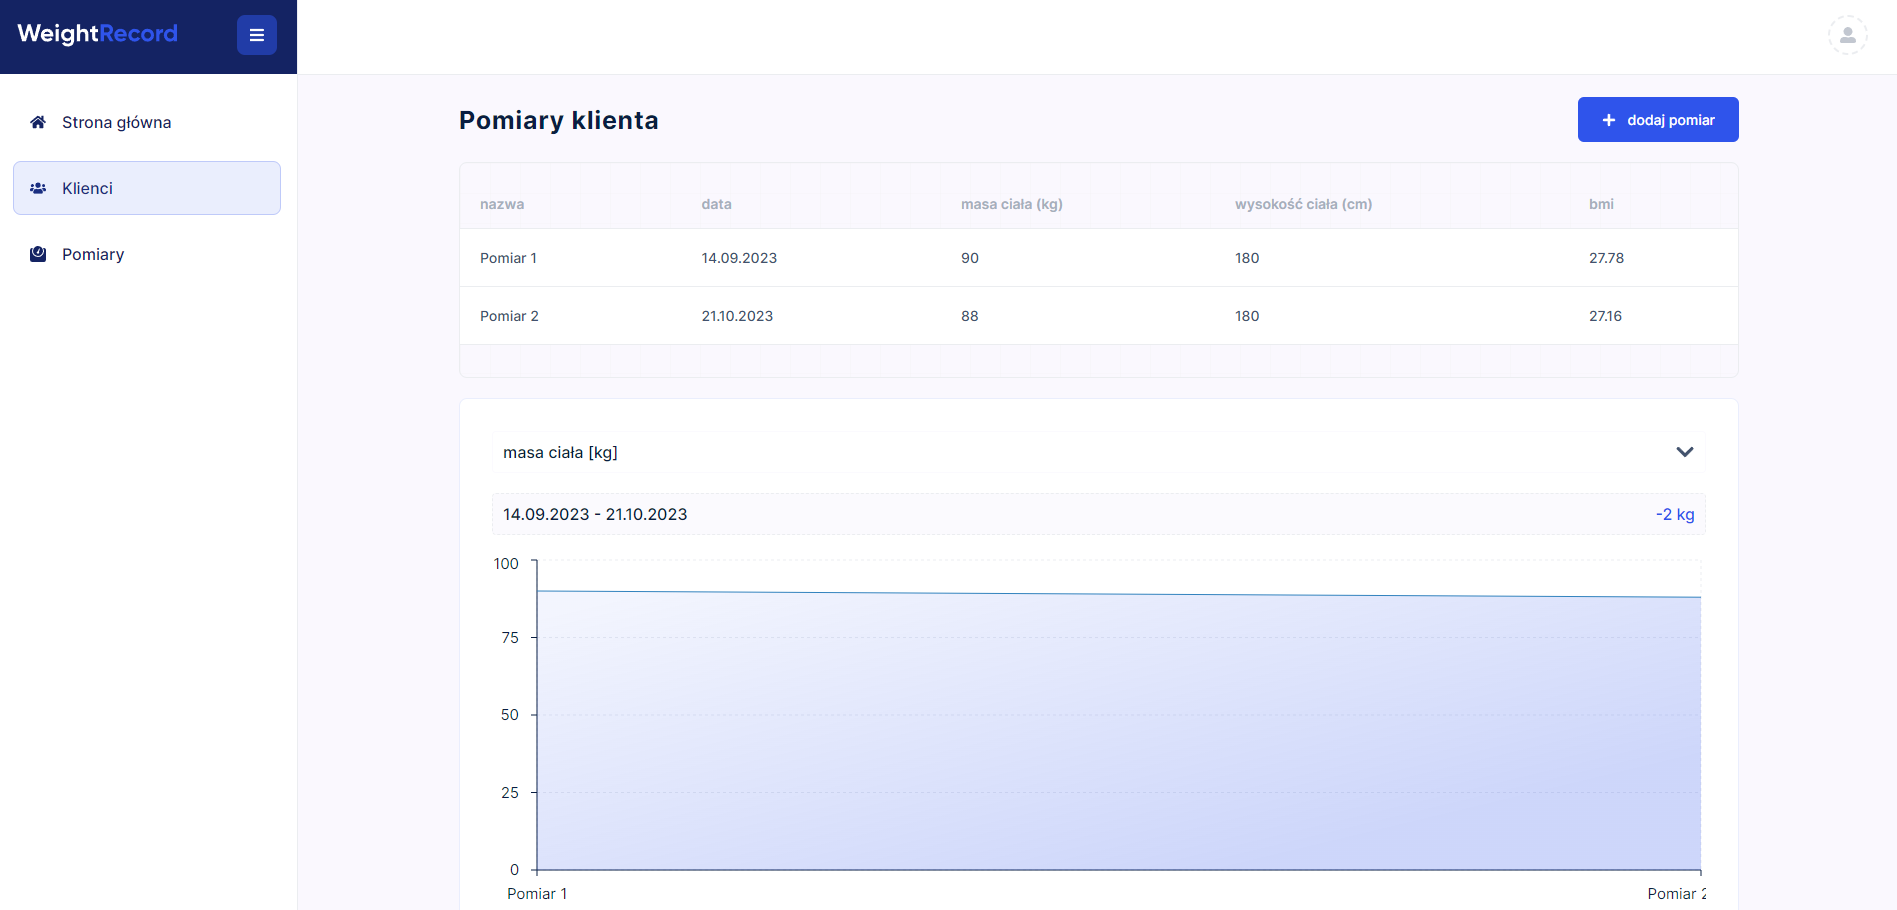 WeightRecord
Strona główna
Klienci
Pomiary
Pomiary klienta
dodaj pomiar
nazwa data masa ciała (kg) wysokość ciała (cm) bmi
Pomiar 1 14.09.2023 90 180 27.78
Pomiar 2 21.10.2023 88 180 27.16
masa ciała [kg]
14.09.2023 - 21.10.2023 -2 kg
100
75
50
25
0
Pomiar 1 Pomiar 2